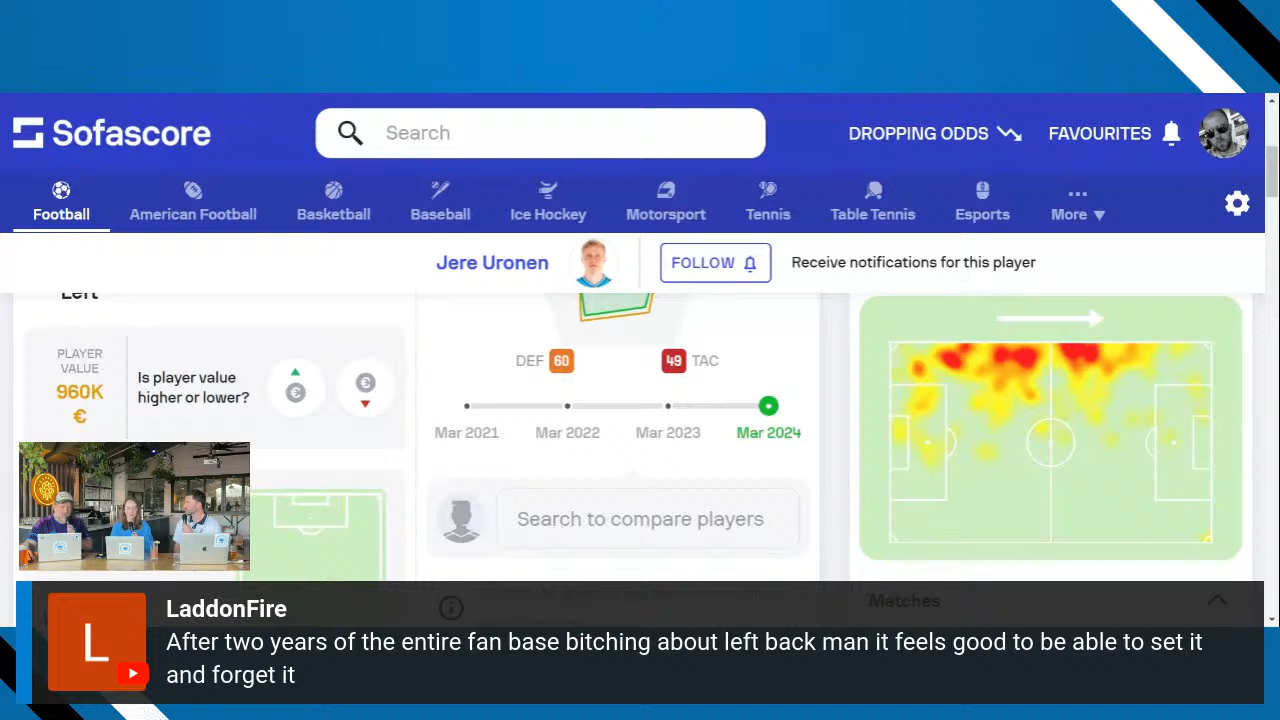 Sofascore
Search
DROPPING ODDS
FAVOURITES
Football
American Football
Basketball
Baseball
Ice Hockey
Motorsport
Tennis
Table Tennis
Esports
More
Jere Uronen
FOLLOW
Receive notifications for this player
Left
PLAYER
VALUE
960K
€
Is player value
higher or lower?
€
€
DEF 60
49 TAC
Mar 2021
Mar 2022
Mar 2023
Mar 2024
Search to compare players
Matches
L
LaddonFire
After two years of the entire fan base bitching about left back man it feels good to be able to set it
and forget it